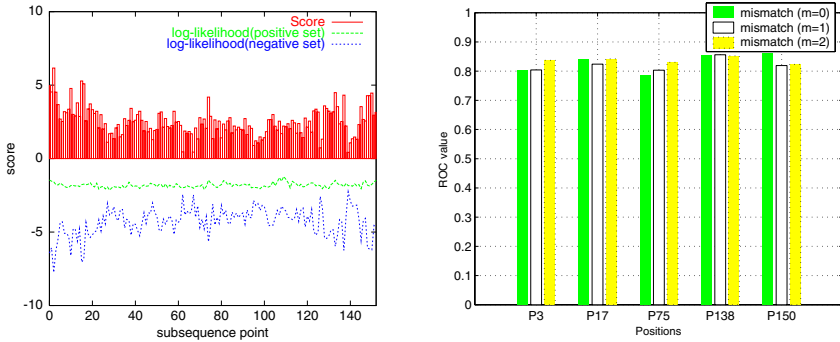 10
5
0
-5
-10
score
0
20
40
60
80
100
120
140
subsequence point
Score
log-likelihood(positive set)
log-likelihood(negative set)
1
0.9
0.8
0.7
0.6
0.5
0.4
0.3
0.2
0.1
0
ROC value
P3
P17
P75
P138
P150
Positions
mismatch (m=0)
mismatch (m=1)
mismatch (m=2)